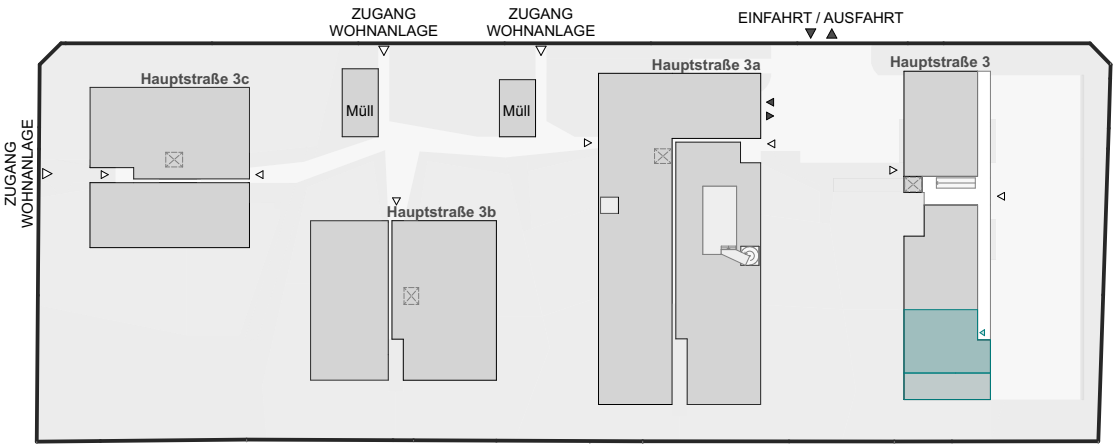 ZUGANG
WOHNANLAGE
ZUGANG
WOHNANLAGE
EINFAHRT / AUSFAHRT
Hauptstraße 3c
Hauptstraße 3a
Hauptstraße 3
Müll
Müll
ZUGANG
WOHNANLAGE
Hauptstraße 3b